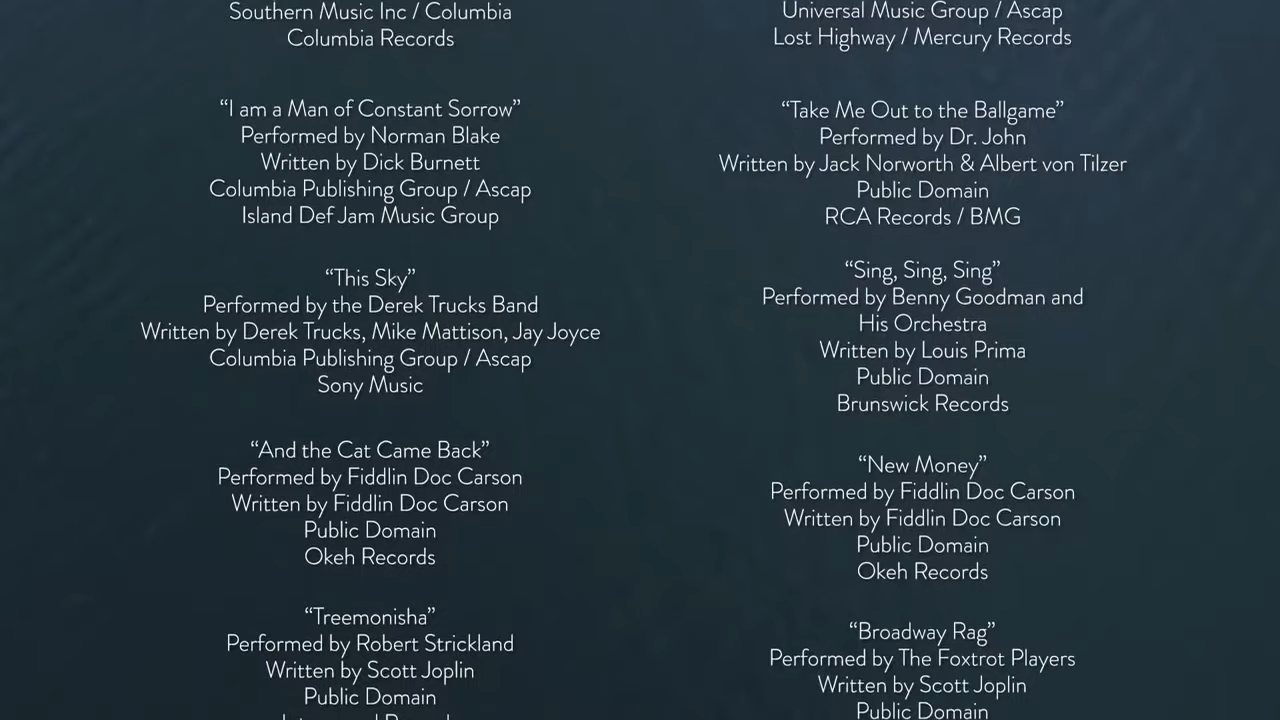 Southern Music Inc / Columbia
Columbia Records
“I am a Man of Constant Sorrow”
Performed by Norman Blake
Written by Dick Burnett
Columbia Publishing Group / Ascap
Island Def Jam Music Group
“This Sky”
Performed by the Derek Trucks Band
Written by Derek Trucks, Mike Mattison, Jay Joyce
Columbia Publishing Group / Ascap
Sony Music
“And the Cat Came Back”
Performed by Fiddlin Doc Carson
Written by Fiddlin Doc Carson
Public Domain
Okeh Records
“Treemonisha”
Performed by Robert Strickland
Written by Scott Joplin
Public Domain
Universal Music Group / Ascap
Lost Highway / Mercury Records
“Take Me Out to the Ballgame”
Performed by Dr. John
Written by Jack Norworth & Albert von Tilzer
Public Domain
RCA Records / BMG
“Sing, Sing, Sing”
Performed by Benny Goodman and
His Orchestra
Written by Louis Prima
Public Domain
Brunswick Records
“New Money”
Performed by Fiddlin Doc Carson
Written by Fiddlin Doc Carson
Public Domain
Okeh Records
“Broadway Rag”
Performed by The Foxtrot Players
Written by Scott Joplin
Public Domain